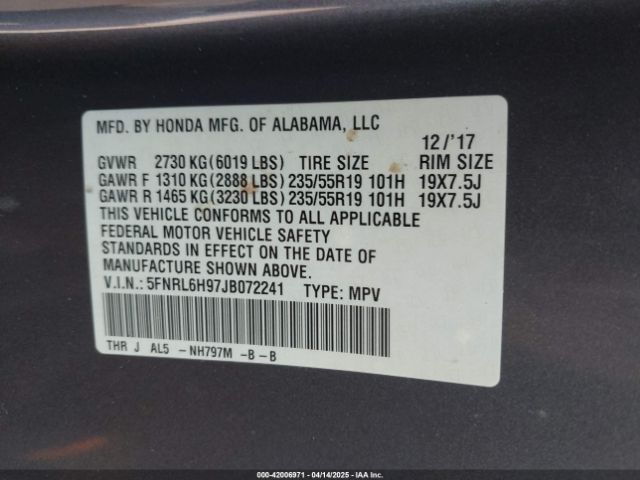 MFD. BY HONDA MFG. OF ALABAMA, LLC
12/'17
GVWR 2730 KG(6019 LBS) TIRE SIZE RIM SIZE
GAWR F 1310 KG(2888 LBS) 235/55R19 101H 19X7.5J
GAWR R 1465 KG(3230 LBS) 235/55R19 101H 19X7.5J
THIS VEHICLE CONFORMS TO ALL APPLICABLE
FEDERAL MOTOR VEHICLE SAFETY
STANDARDS IN EFFECT ON THE DATE OF
MANUFACTURE SHOWN ABOVE.
V.I.N.: 5FNRL6H97JB072241 TYPE: MPV
THR J AL5 -NH797M -B-B
000-42006971 | 04/14/2025 - Copyright © IAA, Inc.